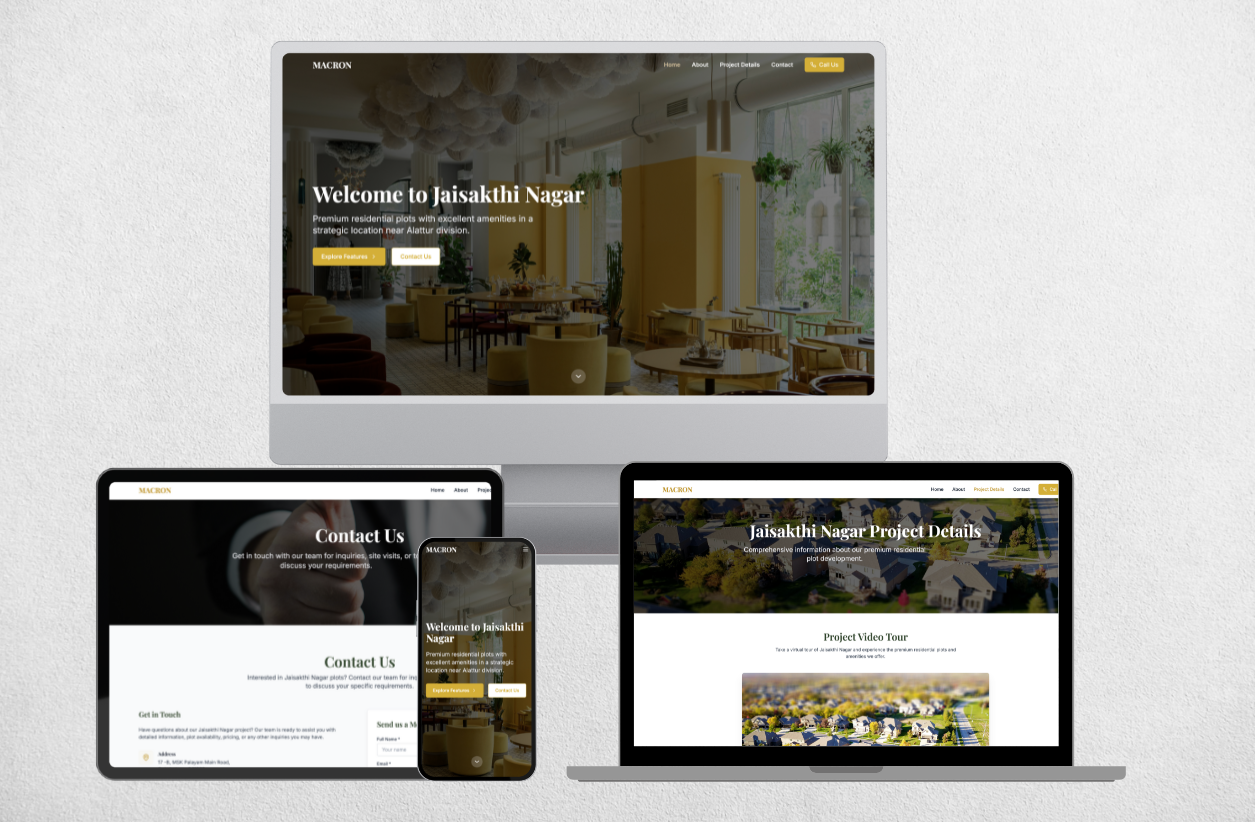 MACRON
Home About Project Details Contact Call Us
Welcome to Jaisakthi Nagar
Premium residential plots with excellent amenities in a
strategic location near Alattur division.
Explore Features
Contact Us
MACRON
Home About Projec
Contact Us
Get in touch with our team for inquiries, site visits, or t
discuss your requirements.
Contact Us
Interested in Jaisakthi Nagar plots? Contact our team for inq
to discuss your specific requirements.
Get in Touch
Have questions about our Jaisakthi Nagar project? Our team is ready to assist you with
detailed information, plot availability, pricing, or any other inquiries you may have.
Address
17 -B, MSK Palayam Main Road,
Send us a M
Full Name *
Your name
Email *
MACRON
Welcome to Jaisakthi
Nagar
Premium residential plots with
excellent amenities in a strategic
location near Alattur division.
Explore Features
Contact Us
MACRON
Home About Project Details Contact Call
Jaisakthi Nagar Project Details
Comprehensive information about our premium residential
plot development.
Project Video Tour
Take a virtual tour of Jaisakthi Nagar and experience the premium residential plots and
amenities we offer.